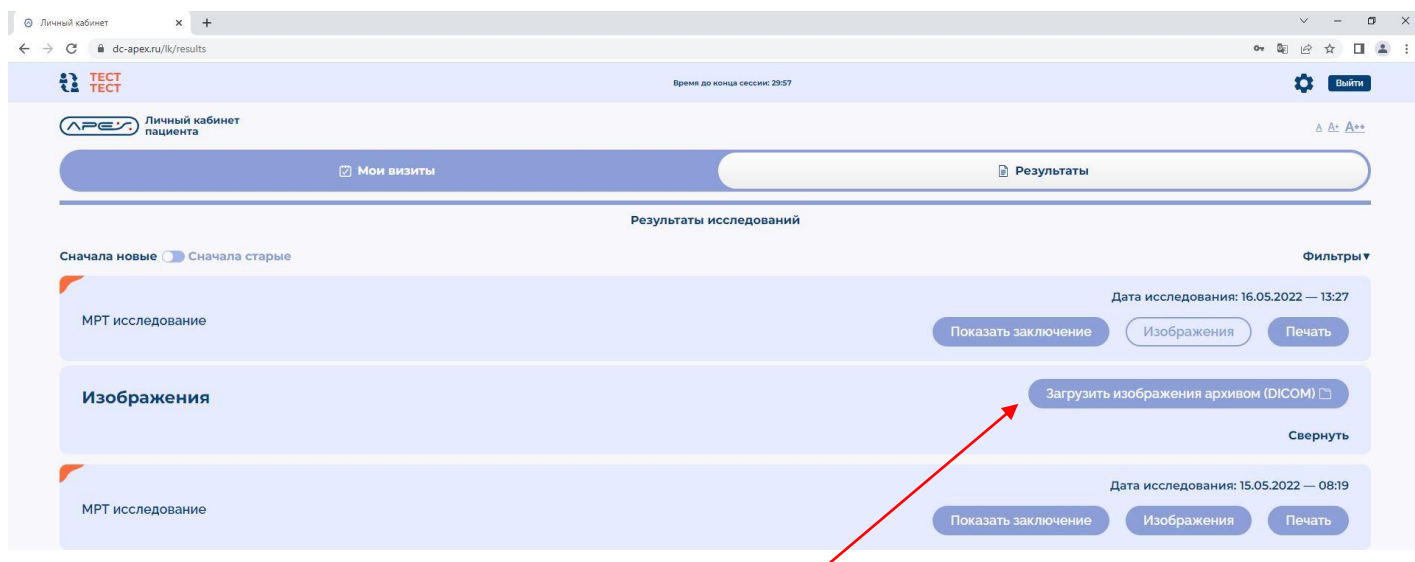 Личный кабинет
dc-apex.ru/lk/results
ТЕСТ
ТЕСТ
Время до конца сессии: 29:57
Выйти
АРЕХ
Личный кабинет
пациента
A A+ A++
Мои визиты
Результаты
Результаты исследований
Сначала новые Сначала старые
Фильтры▼
Дата исследования: 16.05.2022 — 13:27
МРТ исследование
Показать заключение Изображения Печать
Изображения
Загрузить изображения архивом (DICOM)
Свернуть
Дата исследования: 15.05.2022 — 08:19
МРТ исследование
Показать заключение Изображения Печать